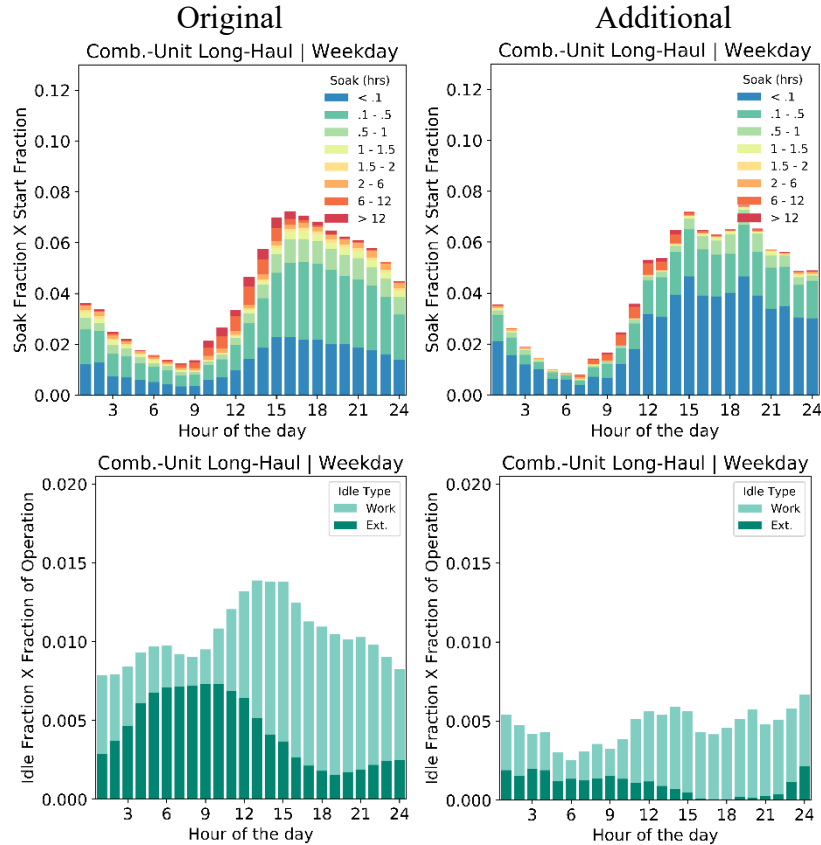 Original
Additional
Comb.-Unit Long-Haul | Weekday
Soak Fraction X Start Fraction
0.12
0.10
0.08
0.06
0.04
0.02
0.00
Soak (hrs)
< .1
.1 - .5
.5 - 1
1 - 1.5
1.5 - 2
2 - 6
6 - 12
> 12
3 6 9 12 15 18 21 24
Hour of the day
Comb.-Unit Long-Haul | Weekday
Soak Fraction X Start Fraction
0.12
0.10
0.08
0.06
0.04
0.02
0.00
Soak (hrs)
< .1
.1 - .5
.5 - 1
1 - 1.5
1.5 - 2
2 - 6
6 - 12
> 12
3 6 9 12 15 18 21 24
Hour of the day
Comb.-Unit Long-Haul | Weekday
Idle Fraction X Fraction of Operation
0.020
0.015
0.010
0.005
0.000
Idle Type
Work
Ext.
3 6 9 12 15 18 21 24
Hour of the day
Comb.-Unit Long-Haul | Weekday
Idle Fraction X Fraction of Operation
0.020
0.015
0.010
0.005
0.000
Idle Type
Work
Ext.
3 6 9 12 15 18 21 24
Hour of the day